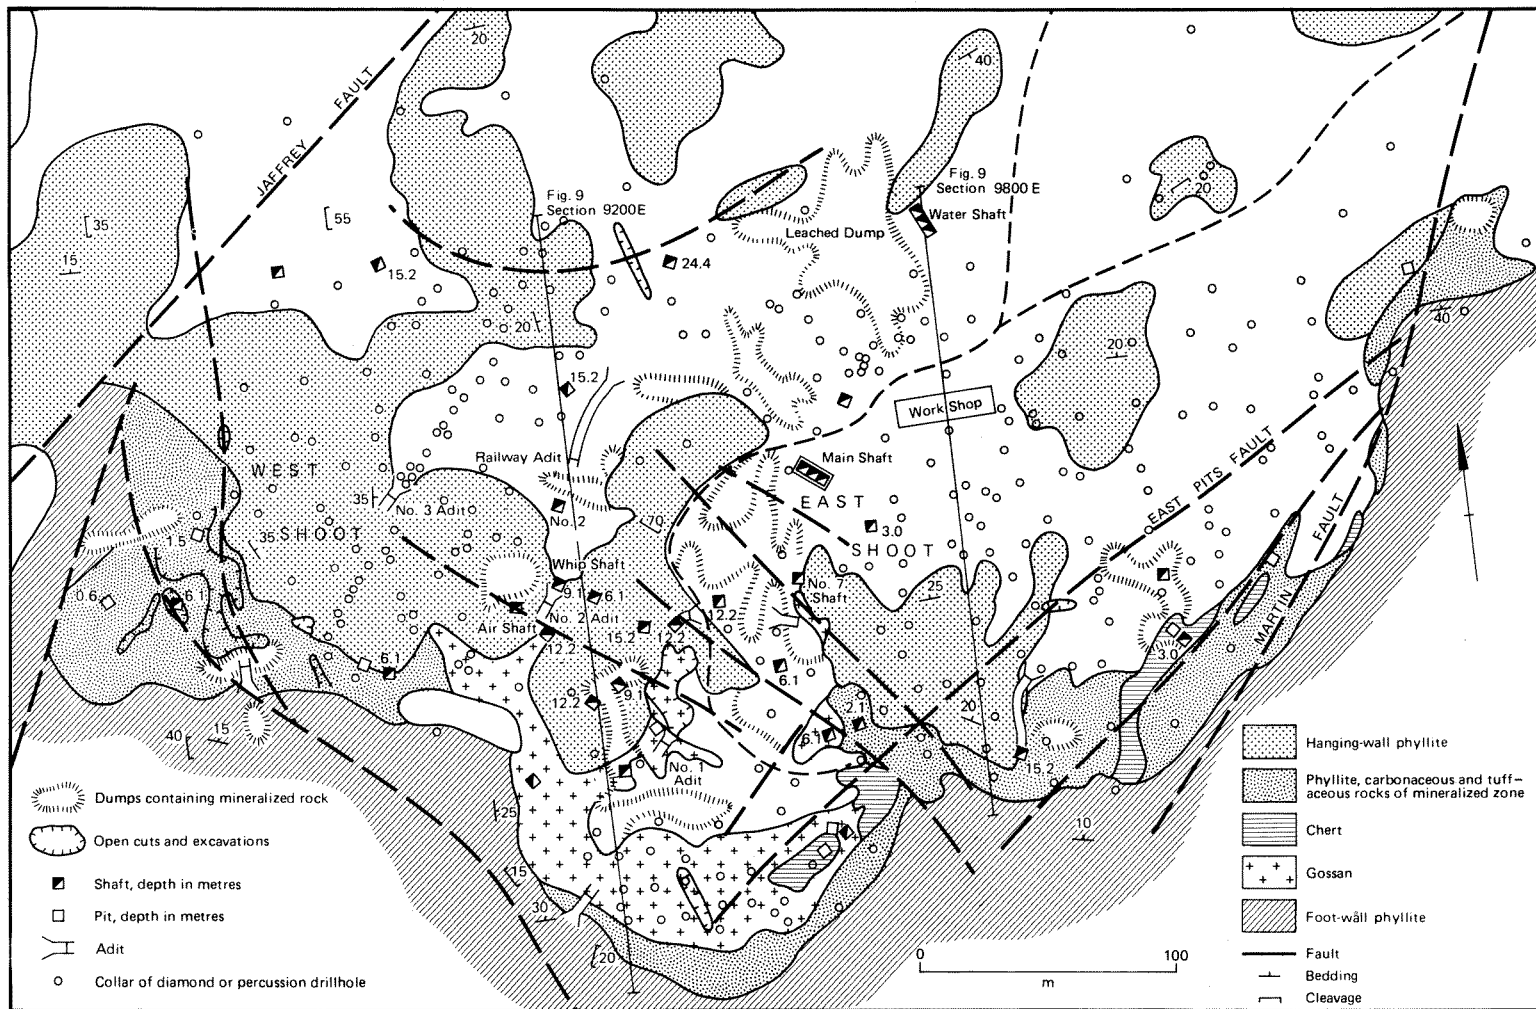 20
40
JAFFREY FAULT
Fig. 9
Section 9200E
Fig. 9
Section 9800 E
20
35
55
Water Shaft
Leached Dump
15
15.2
24.4
20
40
20
15.2
Work Shop
Railway Adit
Main Shaft
WEST
EAST PITS FAULT
35
No. 3 Adit
No. 2
EAST
70
3.0
1.5
35
SHOOT
SHOOT
MARTIN FAULT
Whip Shaft
No. 7
Shaft
25
0.6
6.1
9.1
6.1
12.2
Air Shaft
No. 2 Adit
12.2
15.2
12.2
3.0
6.1
6.1
9.1
12.2
2.1
20
40
15
6.1
15.2
No. 1
Adit
25
10
15
30
20
Dumps containing mineralized rock
Open cuts and excavations
Shaft, depth in metres
Pit, depth in metres
Adit
Collar of diamond or percussion drillhole
0
100
m
Hanging-wall phyllite
Phyllite, carbonaceous and tuff-
aceous rocks of mineralized zone
Chert
Gossan
Foot-wall phyllite
Fault
Bedding
Cleavage